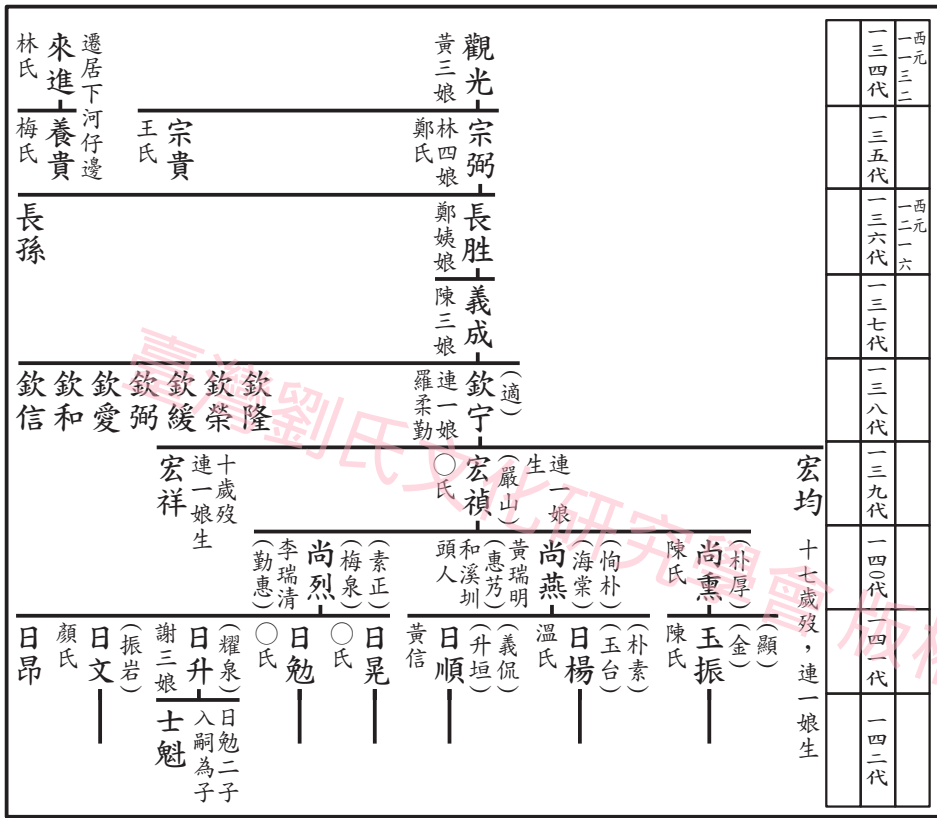 西元
一一三二
一三四代
一三五代
西元
一二一六
一三六代
一三七代
一三八代
一三九代
一四〇代
一四一代
一四二代
觀光
黃三娘
來進
遷居下河仔邊
林氏
宗弼
林四娘
鄭氏
宗貴
王氏
養貴
梅氏
長胜
鄭姨娘
長孫
義成
陳三娘
(適)
欽宁
連一娘
羅柔勤
欽隆
欽榮
欽緩
欽弼
欽愛
欽和
欽信
宏均
十七歲歿，連一娘生
連一娘
生
(嚴山)
宏禎
〇氏
十歲歿
連一娘生
宏祥
(朴厚)
尚熏
陳氏
(恂朴)
(海棠)
尚燕
黃瑞明
(惠艿)
和溪圳
頭人
(素正)
(梅泉)
尚烈
李瑞清
(勤惠)
(顯)
(金)
玉振
陳氏
(朴素)
(玉台)
日楊
溫氏
(義侃)
(升垣)
日順
黃信
日晃
〇氏
日勉
〇氏
(耀泉)
日升
謝三娘
(振岩)
日文
顏氏
日昂
日勉二子
入嗣為子
士魁
臺灣劉氏文化研究學會 版權